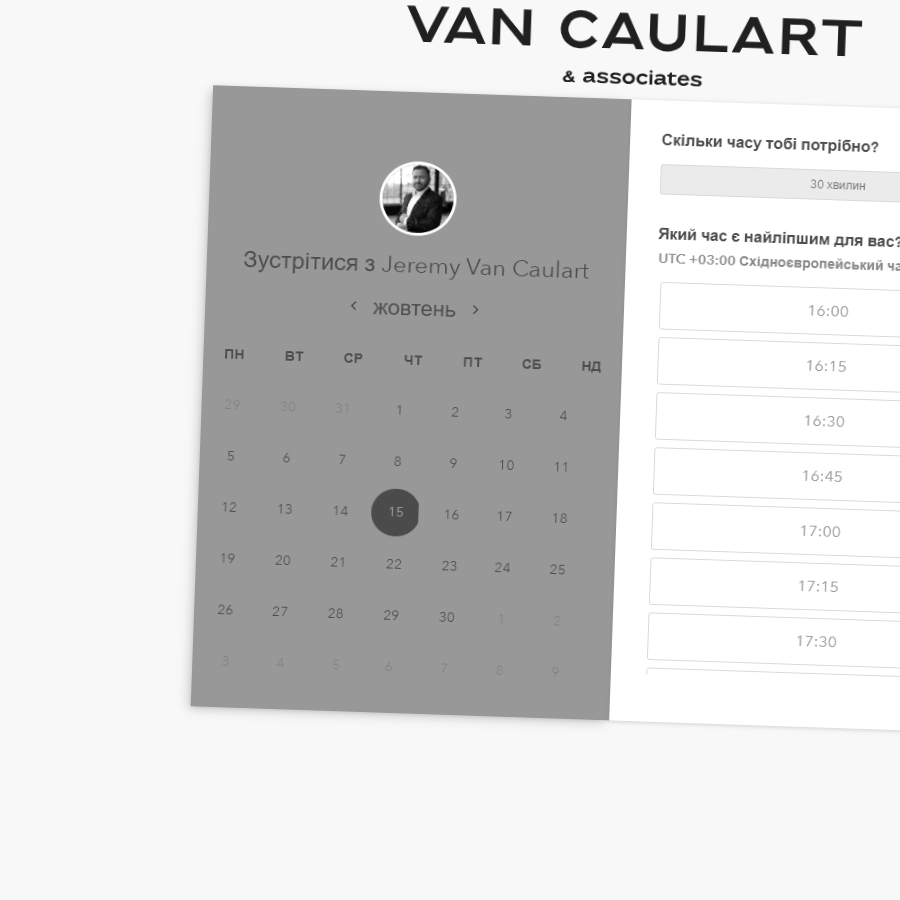 VAN CAULART
& associates
Зустрітися з Jeremy Van Caulart
‹ жовтень ›
ПН ВТ СР ЧТ ПТ СБ НД
29 30 31 1 2 3 4
5 6 7 8 9 10 11
12 13 14 15 16 17 18
19 20 21 22 23 24 25
26 27 28 29 30 1 2
3 4 5 6 7 8 9
Скільки часу тобі потрібно?
30 хвилин
Який час є найліпшим для вас?
UTC +03:00 Східноєвропейський
16:00
16:15
16:30
16:45
17:00
17:15
17:30